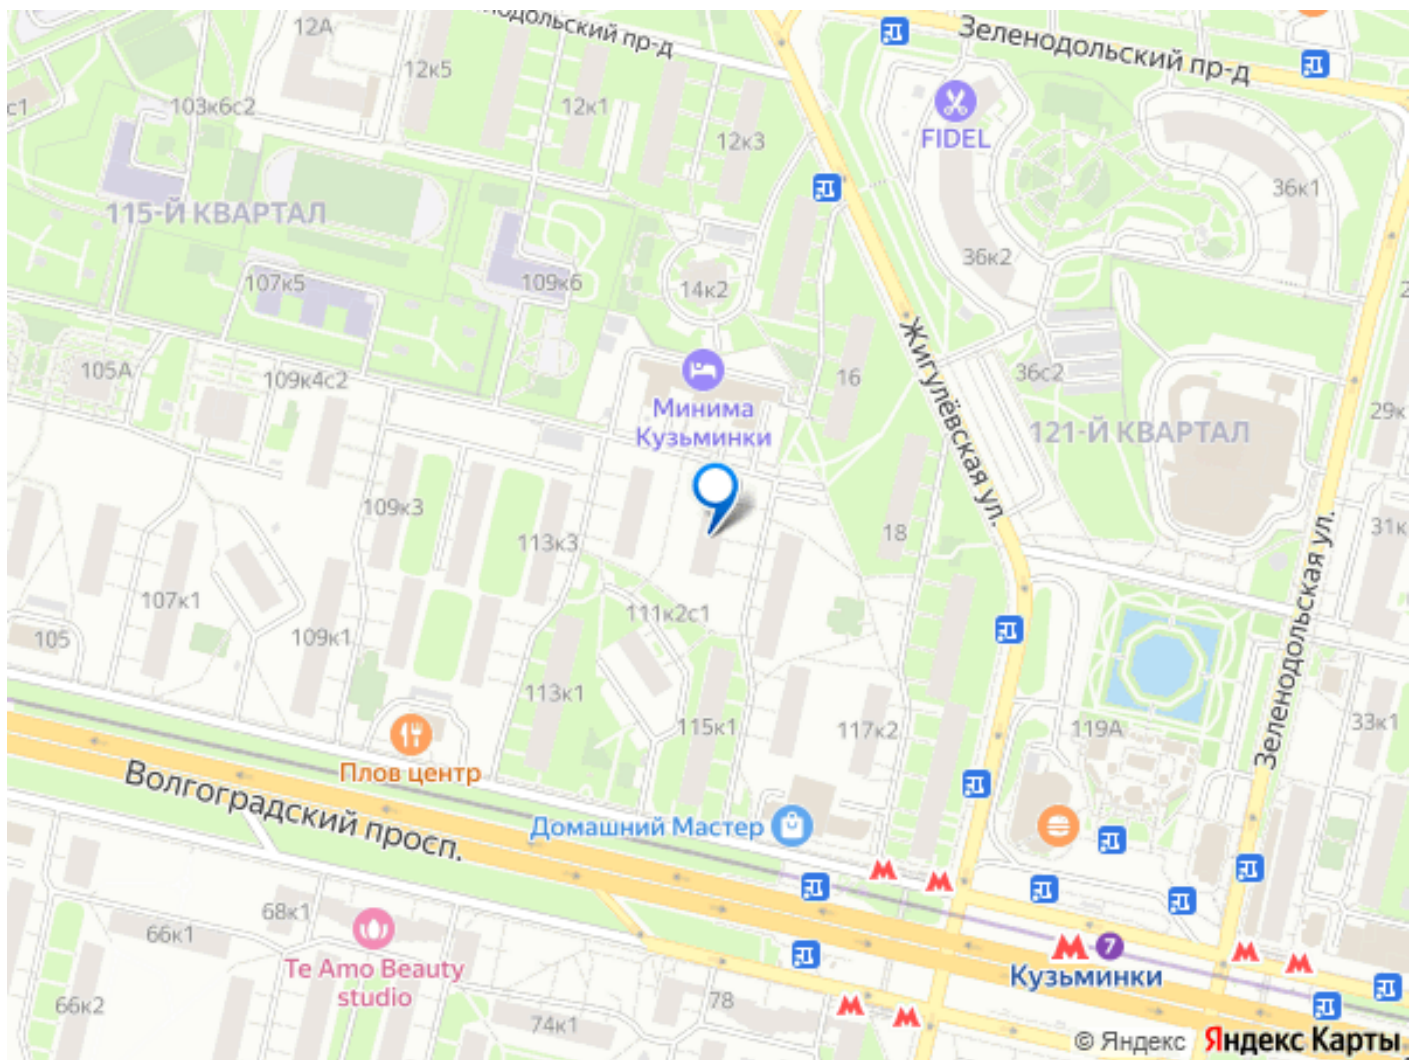 12А
нодольский пр-д
Зеленодольский пр-д
12к5
103к6с2
с1
12к1
12к3
FIDEL
36к1
115-Й КВАРТАЛ
36к2
107к5
109к6
14к2
105А
109к4с2
16
36с2
Жигулёвская ул.
Минима
Кузьминки
29к
121-Й КВАРТАЛ
109к3
113к3
18
31к
107к1
111к2с1
105
109к1
Зеленодольская ул.
113к1
115к1
117к2
119А
33к1
Плов центр
Волгоградский просп.
Домашний Мастер
68к1
66к1
Te Amo Beauty
studio
7
Кузьминки
66к2
78
74к1
© Яндекс Яндекс Карты